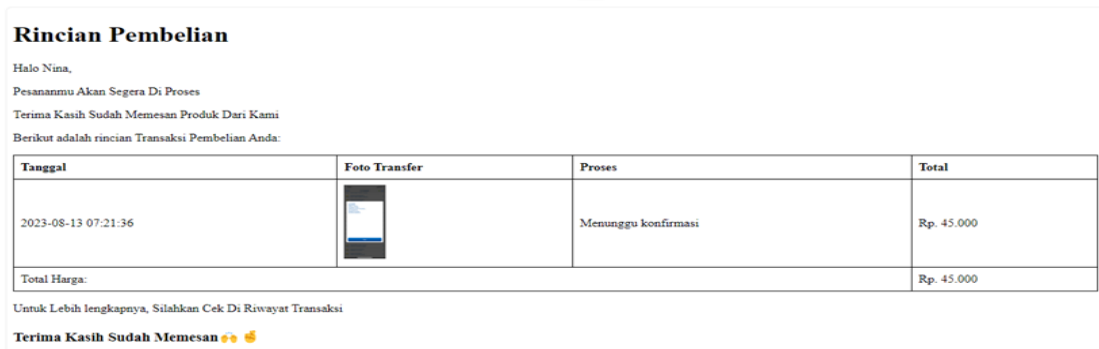 Rincian Pembelian
Halo Nina,
Pesananmu Akan Segera Di Proses
Terima Kasih Sudah Memesan Produk Dari Kami
Berikut adalah rincian Transaksi Pembelian Anda:
Tanggal Foto Transfer Proses Total
2023-08-13 07:21:36 Menunggu konfirmasi Rp. 45.000
Total Harga: Rp. 45.000
Untuk Lebih lengkapnya, Silahkan Cek Di Riwayat Transaksi
Terima Kasih Sudah Memesan 🙌 ☝